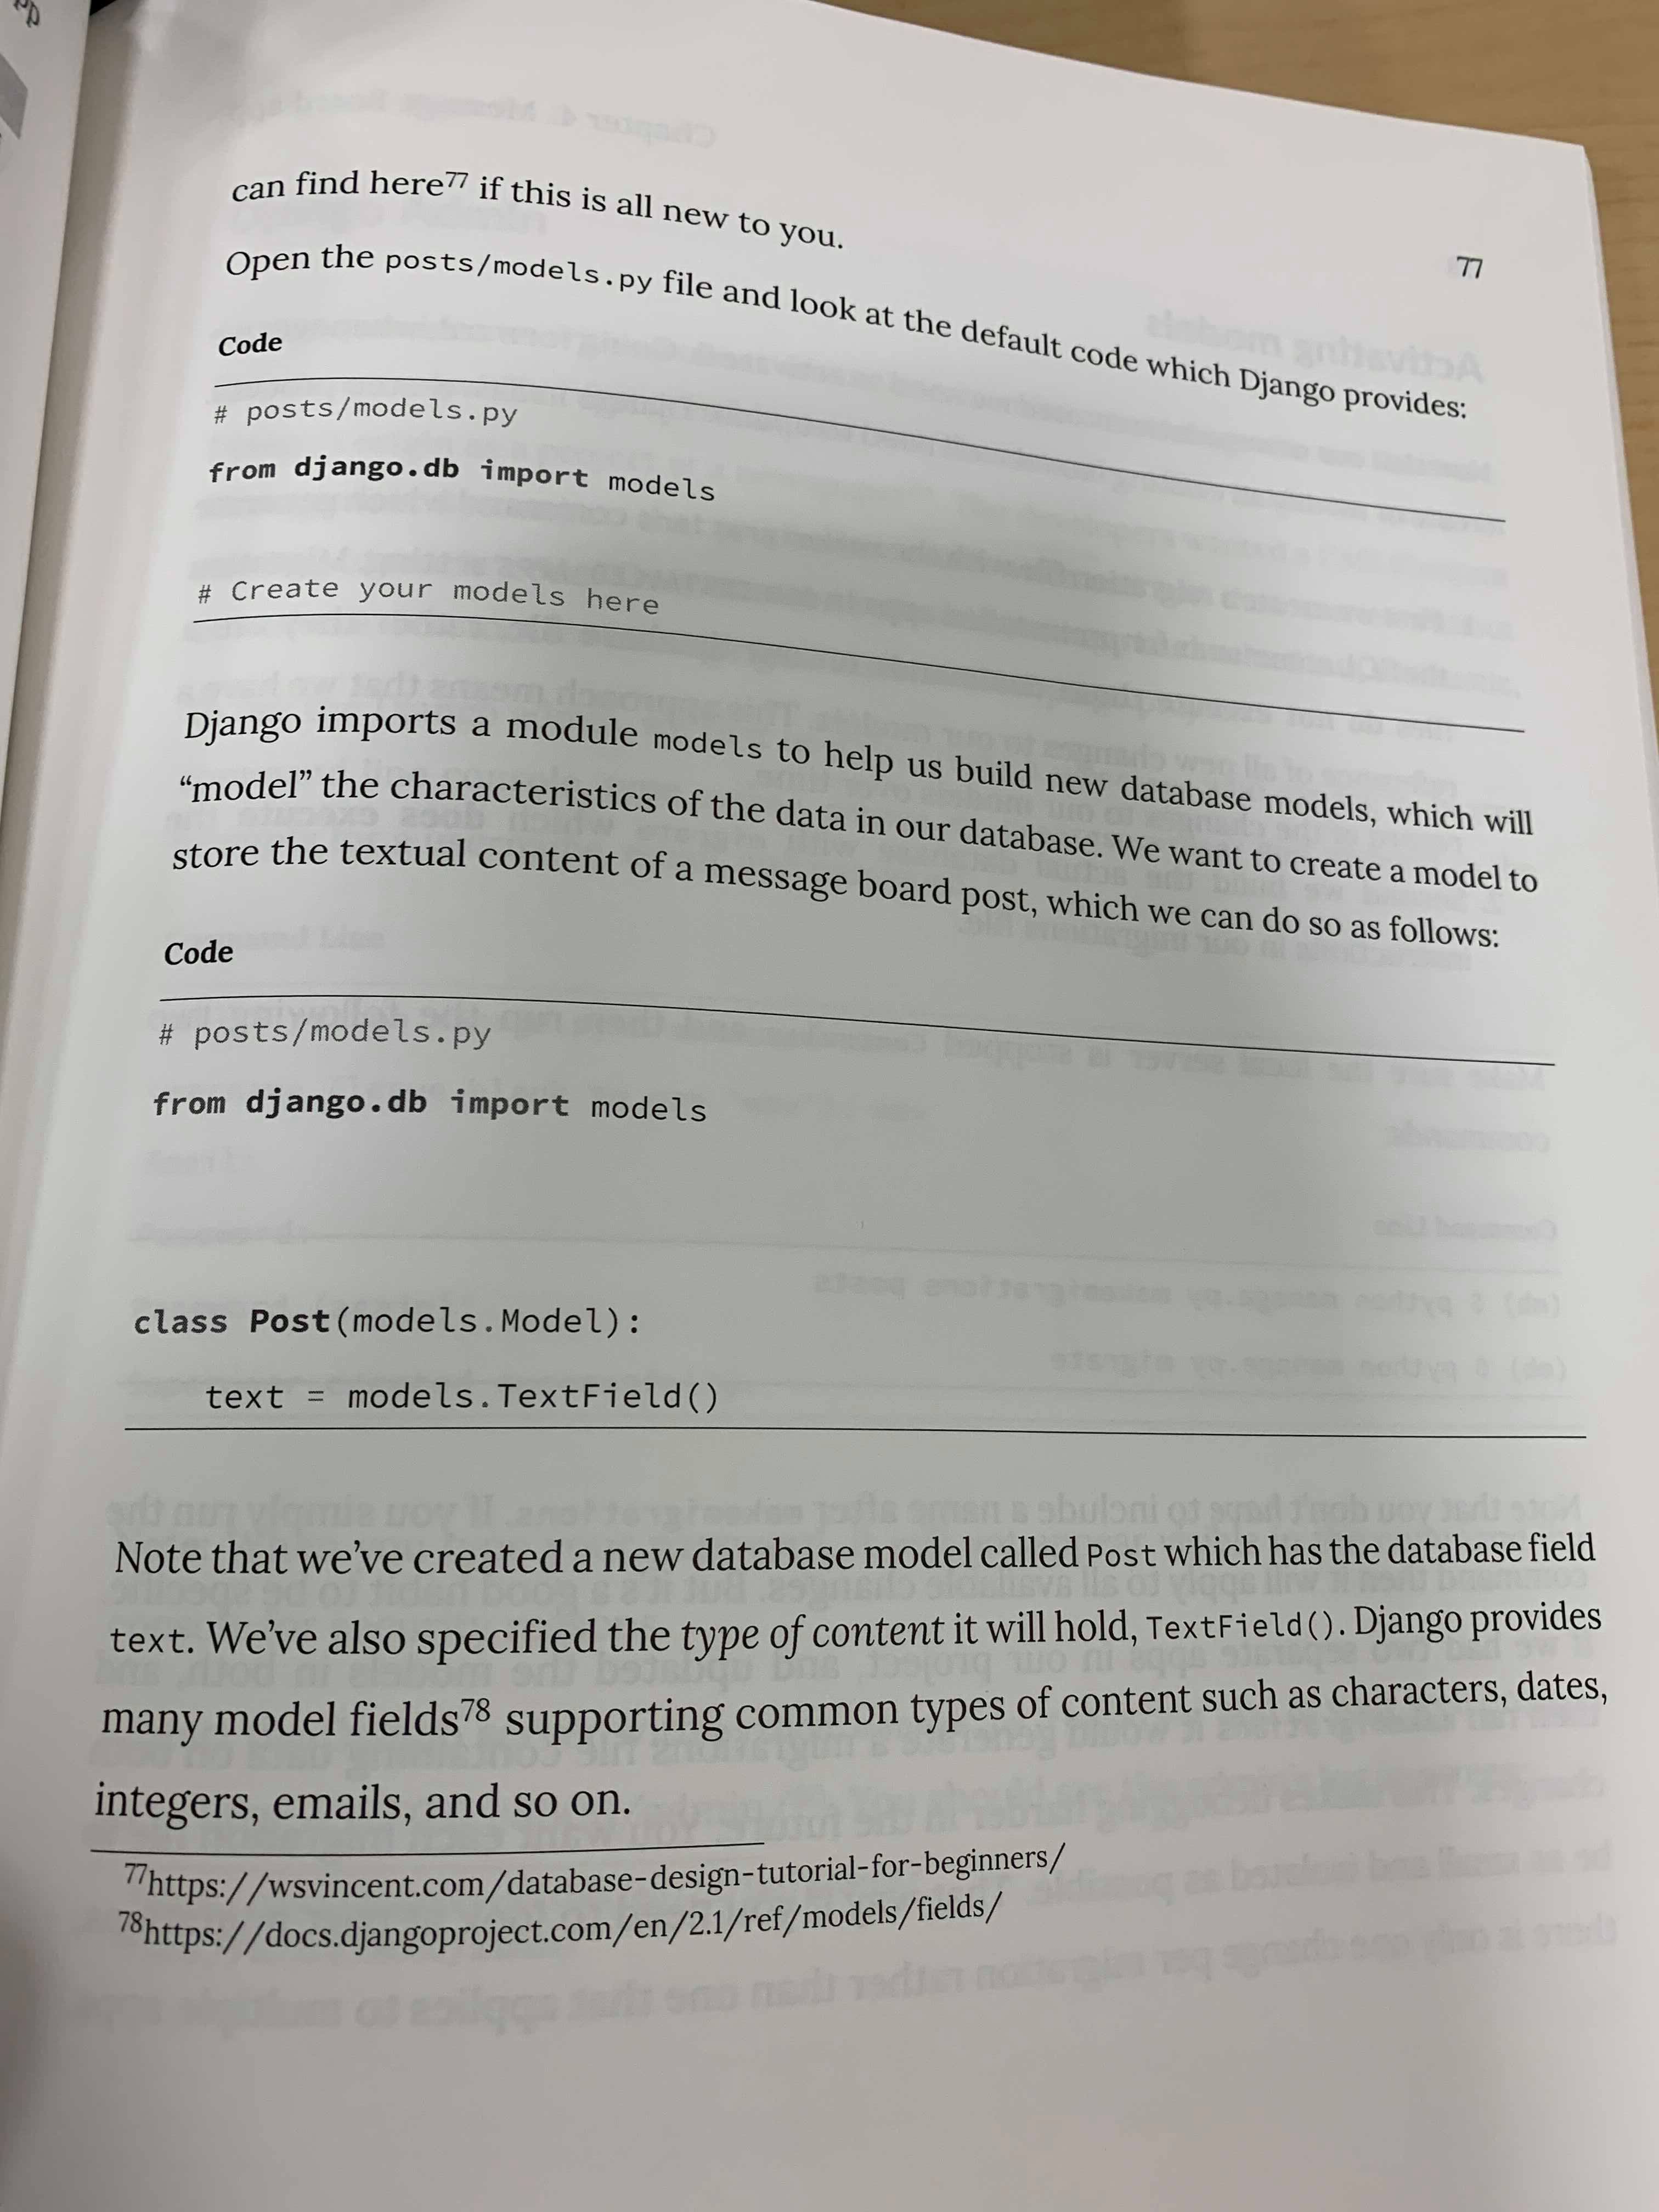 77
can find here77 if this is all new to you.
Open the posts/models.py file and look at the default code which Django provides:
Code
# posts/models.py
from django.db import models
# Create your models here
Django imports a module models to help us build new database models, which will
“model” the characteristics of the data in our database. We want to create a model to
store the textual content of a message board post, which we can do so as follows:
Code
# posts/models.py
from django.db import models
class Post(models.Model):
text = models.TextField()
Note that we’ve created a new database model called Post which has the database field
text. We’ve also specified the type of content it will hold, TextField(). Django provides
many model fields78 supporting common types of content such as characters, dates,
integers, emails, and so on.
77https://wsvincent.com/database-design-tutorial-for-beginners/
78https://docs.djangoproject.com/en/2.1/ref/models/fields/